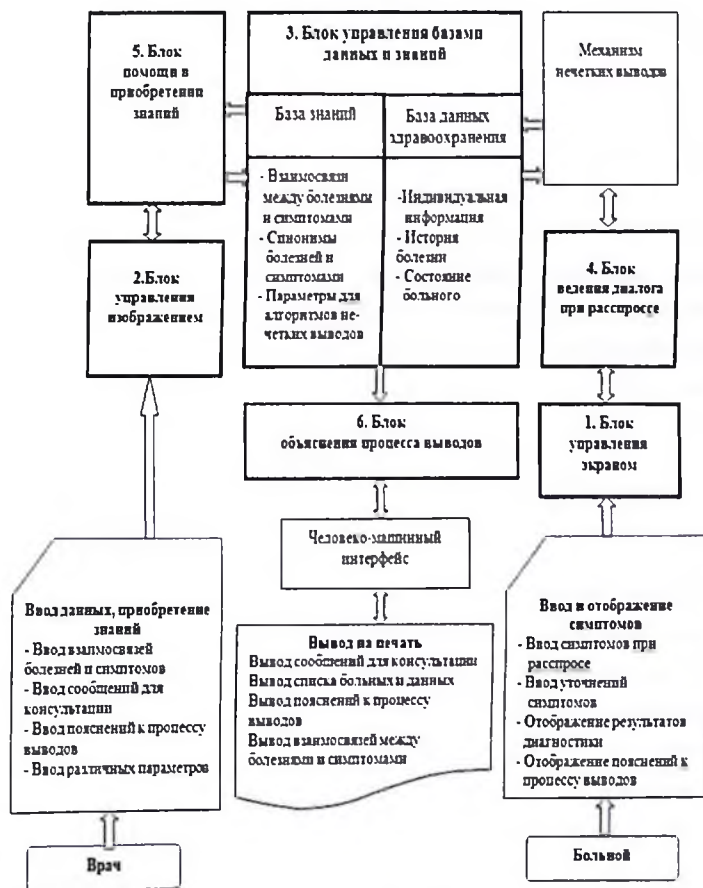 5. Блок
помощи в
приобретении
знаний
3. Блок управления базами
данных и знаний
База знаний
База данных
здравоохранения
- Взаимосвязи
между болезнями
и симптомами
- Синонимы
болезней и
симптомами
- Параметры для
алгоритмов не-
четких выводов
-Индивидуальная
информация
- История
болезни
- Состояние
больного
Механизм
нечетких выводов
2.Блок
управления
изображением
4. Блок
ведения диалога
при расспроссе
6. Блок
объяснения процесса выводов
1. Блок
управления
экраном
Человеко-машинный
интерфейс
Ввод данных, приобретение
знаний
- Ввод взаимосвязей
болезней и симптомов
- Ввод сообщений для
консультации
- Ввод пояснений к процессу
выводов
- Ввод различных параметров
Вывод на печать
Вывод сообщений для консультации
Вывод списка больных и данных
Вывод пояснений к процессу
выводов
Вывод взаимосвязей между
болезнями и симптомами
Ввод и отображение
симптомов
- Ввод симптомов при
расспросе
- Ввод уточнений
симптомов
- Отображение результатов
диагностики
- Отображение пояснений к
процессу выводов
Врач
Больной